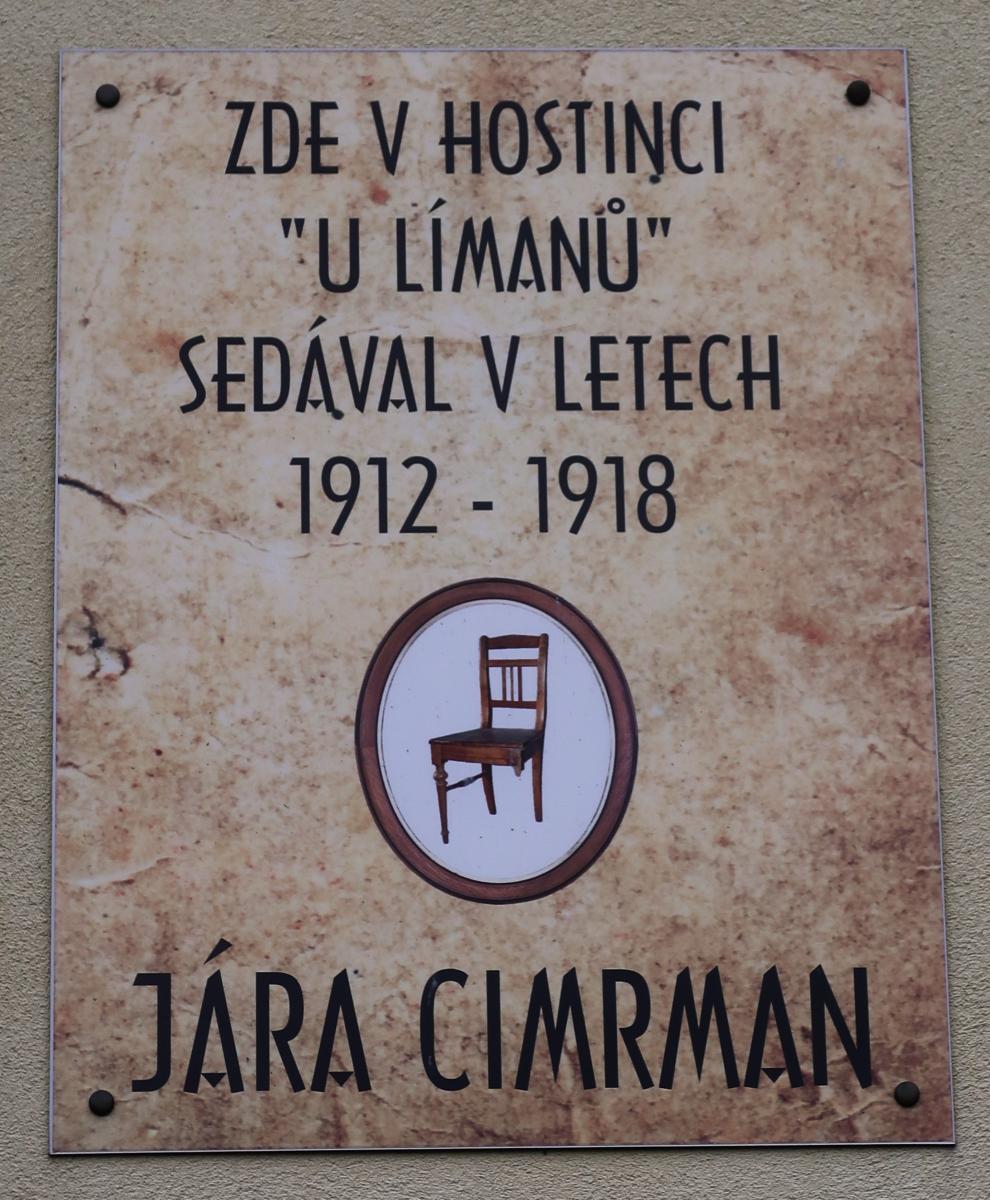 ZDE V HOSTINCI
"U LÍMANŮ"
SEDÁVAL V LETECH
1912 - 1918
JÁRA CIMRMAN